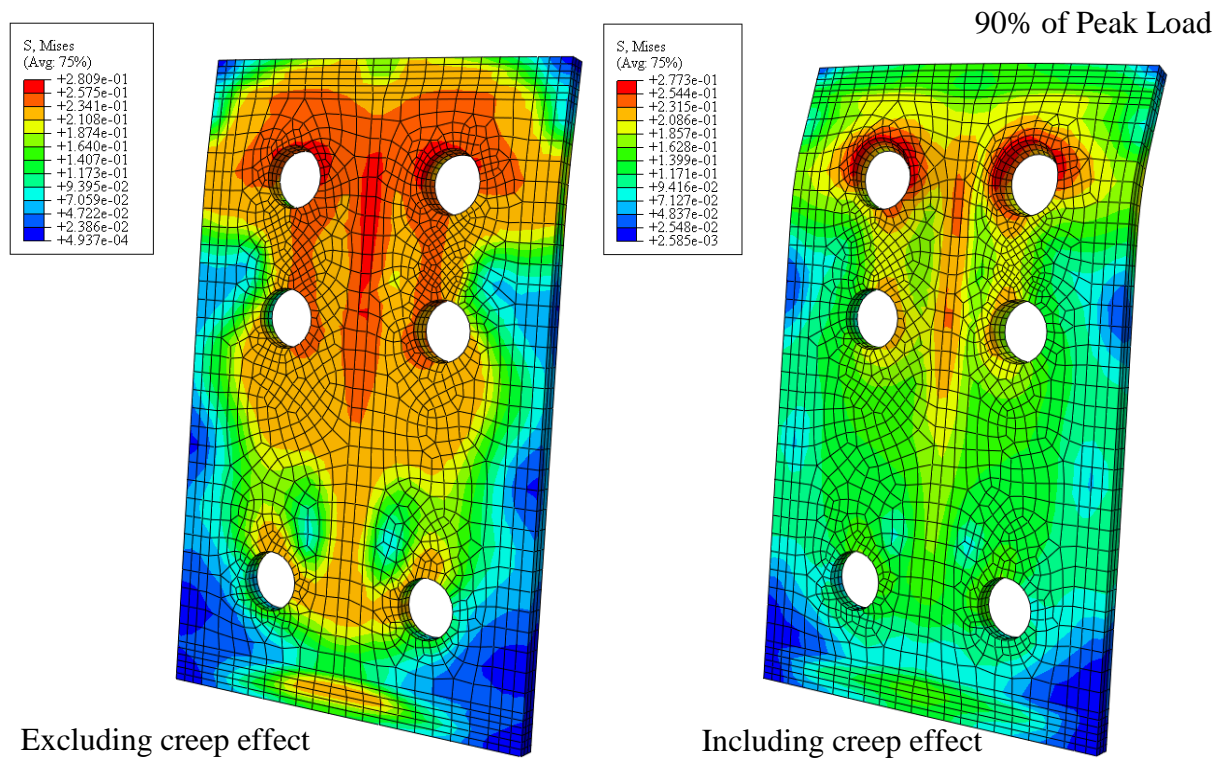 90% of Peak Load
S, Mises
(Avg: 75%)
+2.809e-01
+2.575e-01
+2.341e-01
+2.108e-01
+1.874e-01
+1.640e-01
+1.407e-01
+1.173e-01
+9.395e-02
+7.059e-02
+4.722e-02
+2.386e-02
+4.937e-04
S, Mises
(Avg: 75%)
+2.773e-01
+2.544e-01
+2.315e-01
+2.086e-01
+1.857e-01
+1.628e-01
+1.399e-01
+1.171e-01
+9.416e-02
+7.127e-02
+4.837e-02
+2.548e-02
+2.585e-03
Excluding creep effect
Including creep effect